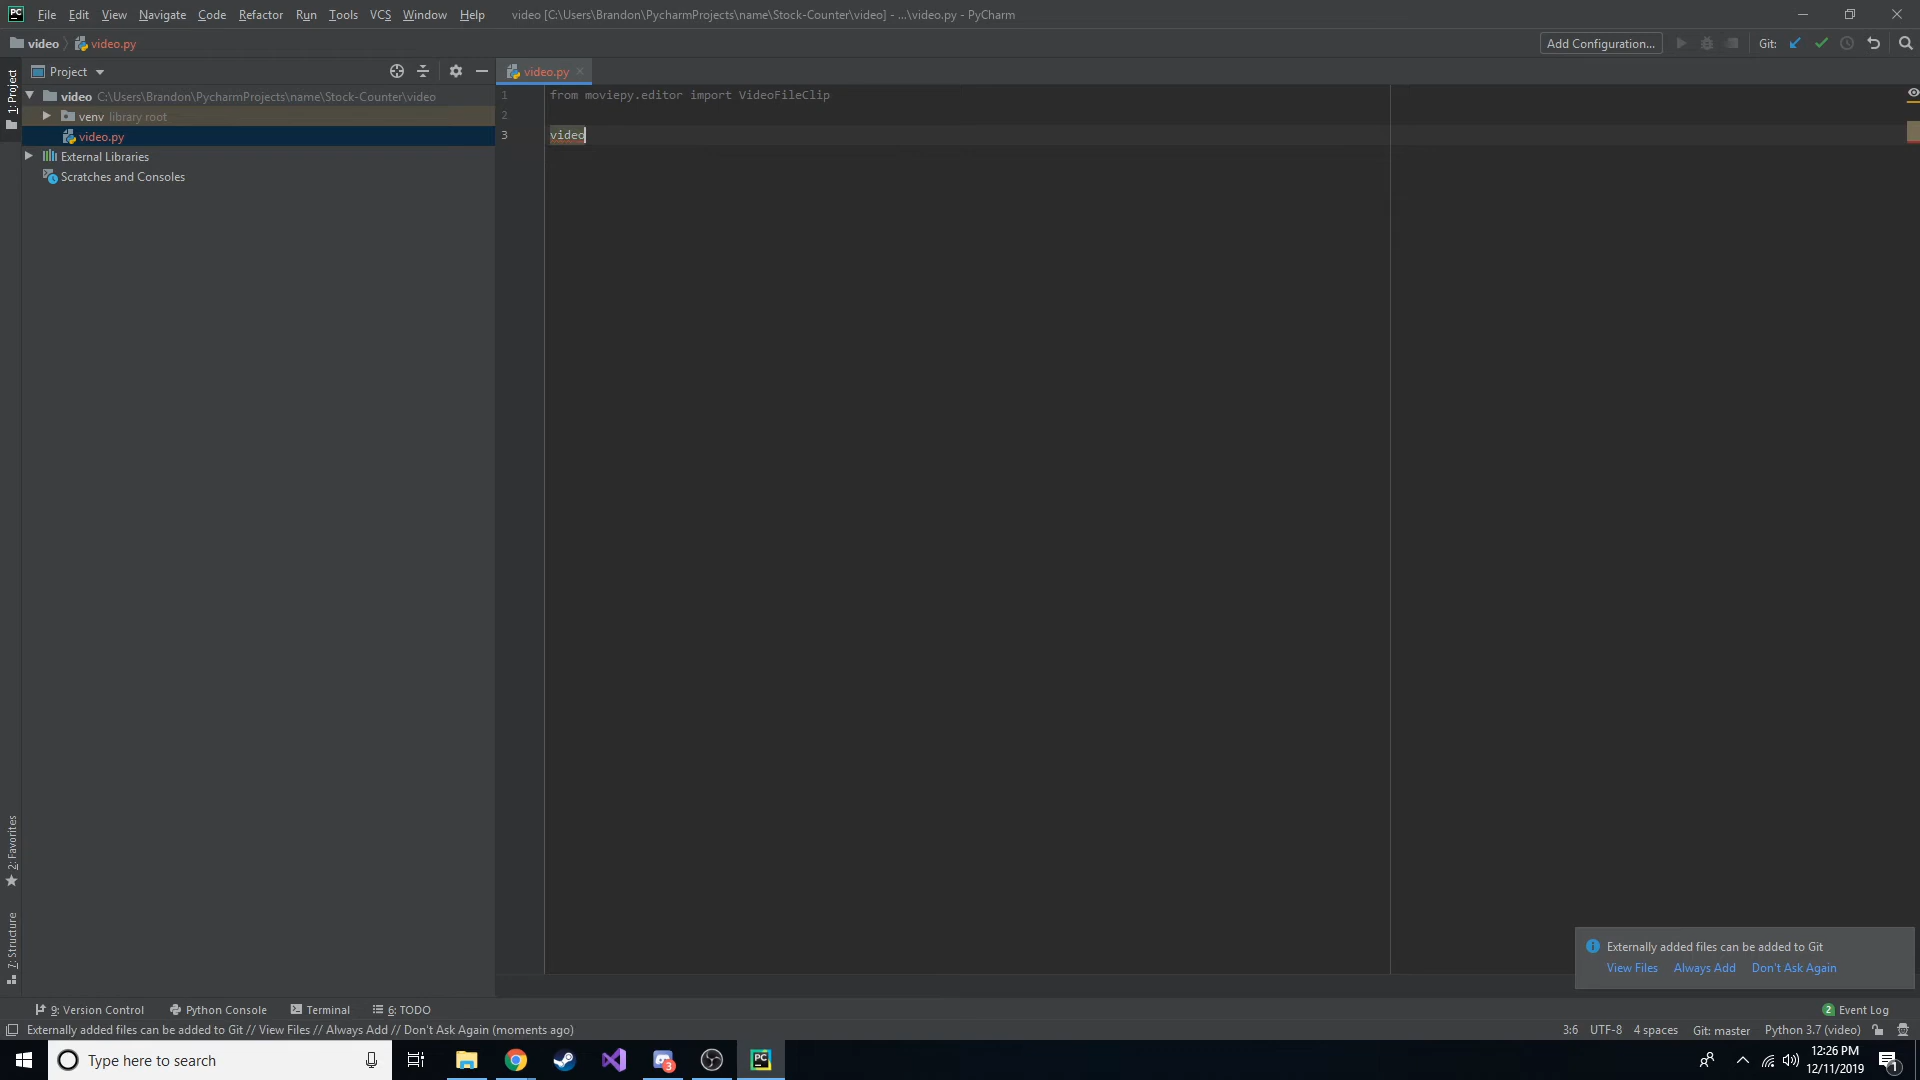 PC File Edit View Navigate Code Refactor Run Tools VCS Window Help video [C:\Users\Brandon\PycharmProjects\name\Stock-Counter\video] - ...\video.py - PyCharm
video video.py Add Configuration... Git:
1: Project
Project
video.py
video C:\Users\Brandon\PycharmProjects\name\Stock-Counter\video
venv library root
video.py
External Libraries
Scratches and Consoles
1 from moviepy.editor import VideoFileClip
2
3 video
2: Favorites
7: Structure
Externally added files can be added to Git
View Files Always Add Don't Ask Again
9: Version Control Python Console Terminal 6: TODO 2 Event Log
Externally added files can be added to Git // View Files // Always Add // Don't Ask Again (moments ago) 3:6 UTF-8 4 spaces Git: master Python 3.7 (video)
Type here to search 3 PC 12:26 PM
12/11/2019 1